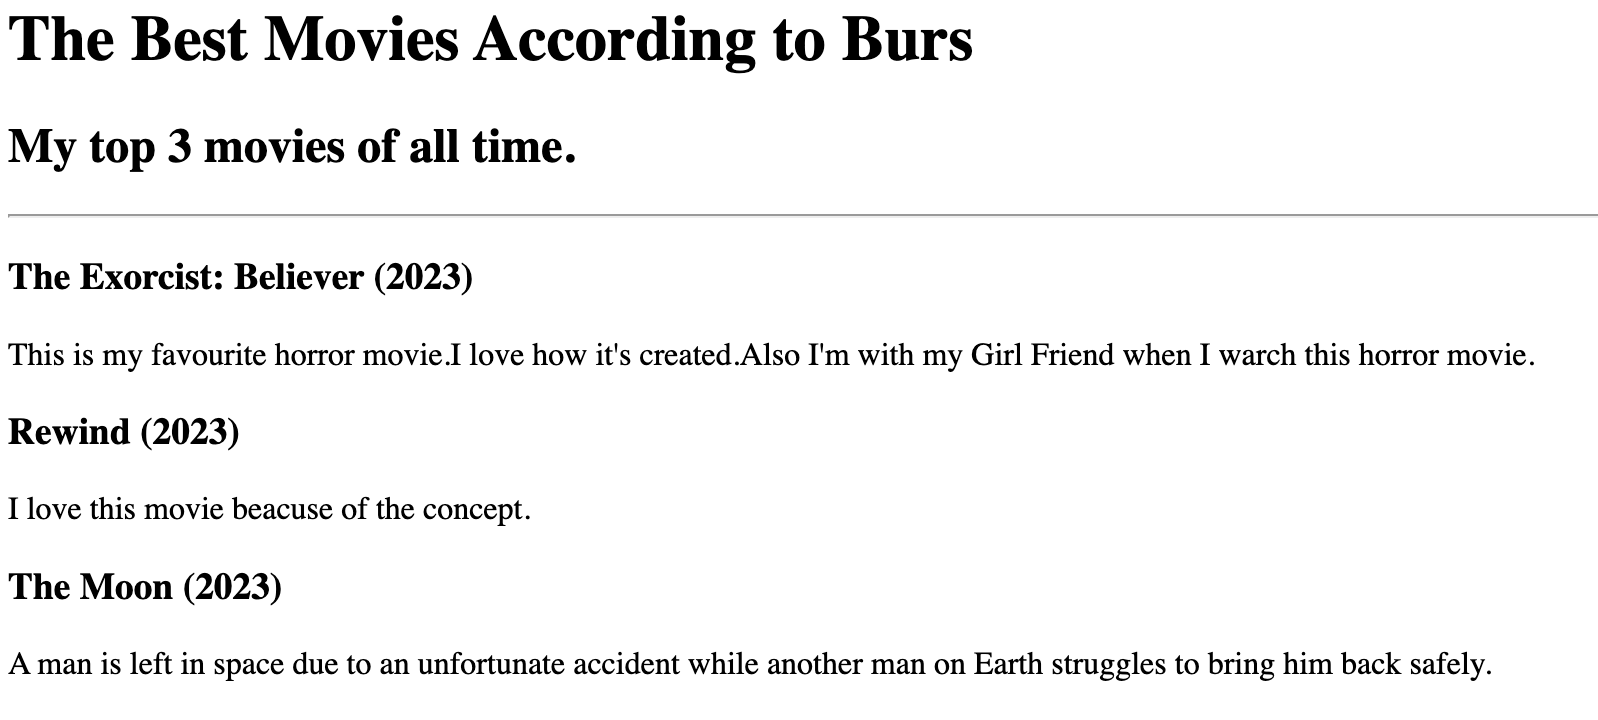 The Best Movies According to Burs
My top 3 movies of all time.
The Exorcist: Believer (2023)
This is my favourite horror movie.I love how it's created.Also I'm with my Girl Friend when I warch this horror movie.
Rewind (2023)
I love this movie beacuse of the concept.
The Moon (2023)
A man is left in space due to an unfortunate accident while another man on Earth struggles to bring him back safely.